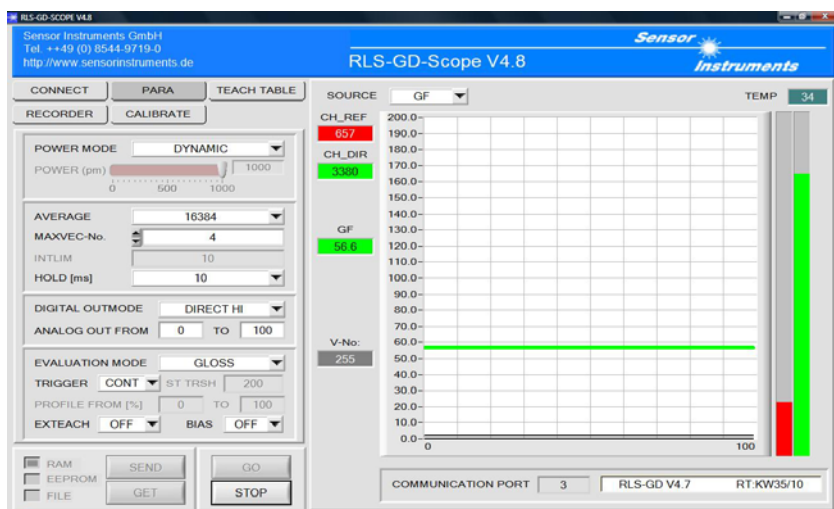 RLS-GD-SCOPE V4.8
Sensor Instruments GmbH
Tel. ++49 (0) 8544-9719-0
http://www.sensorinstruments.de
RLS-GD-Scope V4.8
Sensor
Instruments
CONNECT PARA TEACH TABLE
RECORDER CALIBRATE
POWER MODE DYNAMIC
POWER (pm) 1000
0 500 1000
AVERAGE 16384
MAXVEC-No. 4
INTLIM 10
HOLD [ms] 10
DIGITAL OUTMODE DIRECT HI
ANALOG OUT FROM 0 TO 100
EVALUATION MODE GLOSS
TRIGGER CONT ST TRSH 200
PROFILE FROM [%] 0 TO 100
EXTEACH OFF BIAS OFF
RAM
EEPROM
FILE
SEND
GET
GO
STOP
SOURCE GF
TEMP 34
CH_REF
657
CH_DIR
3380
GF
56.6
V-No:
255
200.0
190.0
180.0
170.0
160.0
150.0
140.0
130.0
120.0
110.0
100.0
90.0
80.0
70.0
60.0
50.0
40.0
30.0
20.0
10.0
0.0
0 100
COMMUNICATION PORT 3 RLS-GD V4.7 RT:KW35/10